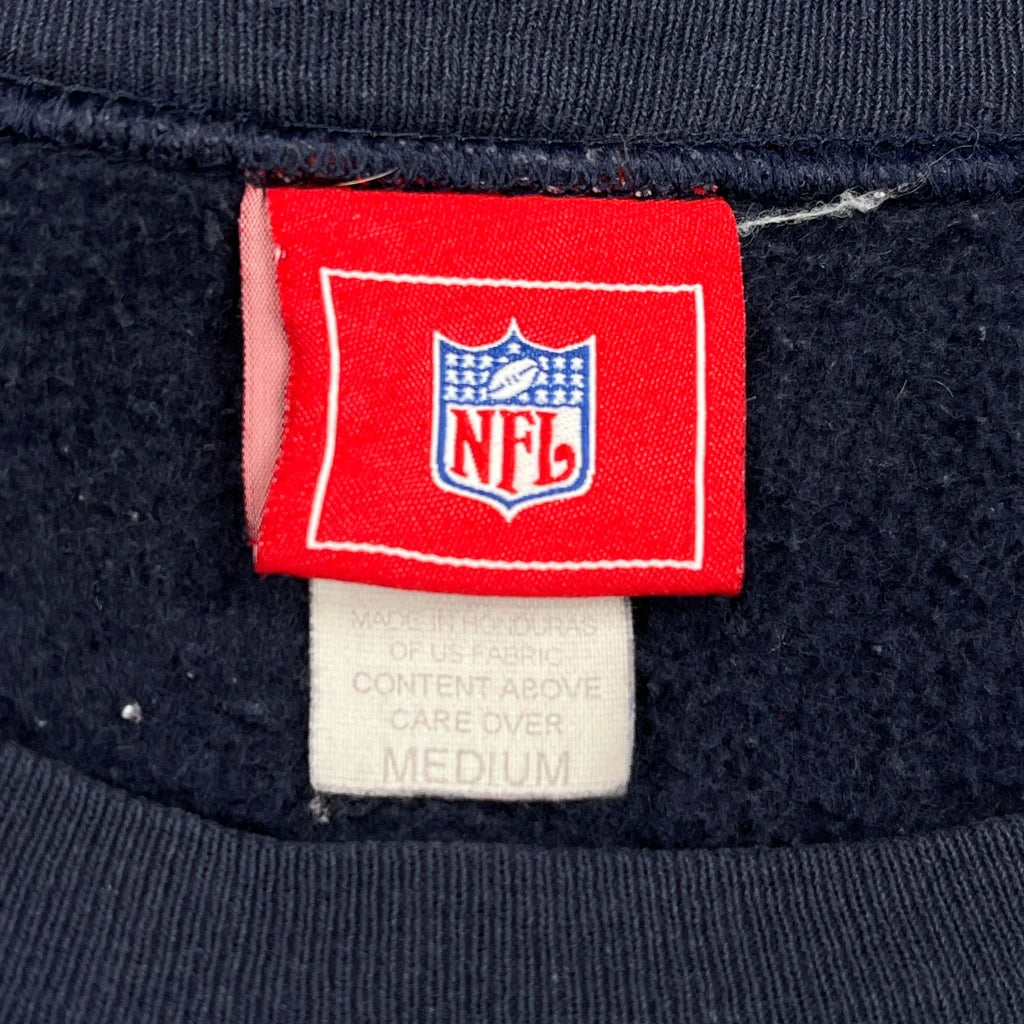 NFL
MADE IN HONDURAS
OF US FABRIC
CONTENT ABOVE
CARE OVER
MEDIUM